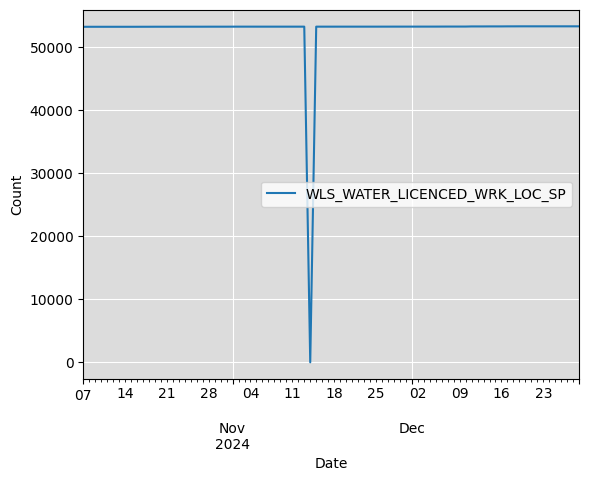 50000
40000
30000
20000
10000
0
Count
WLS_WATER_LICENCED_WRK_LOC_SP
07 14 21 28 04 11 18 25 02 09 16 23
Nov Dec
2024
Date